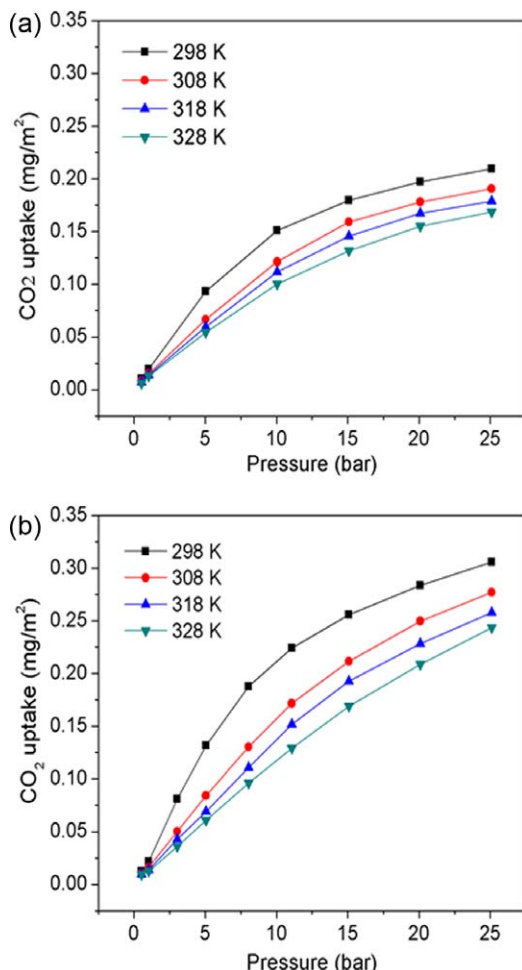 (a)
0.35
0.30
0.25
0.20
0.15
0.10
0.05
0.00
CO2 uptake (mg/m²)
298 K
308 K
318 K
328 K
0 5 10 15 20 25
Pressure (bar)
(b)
0.35
0.30
0.25
0.20
0.15
0.10
0.05
0.00
CO₂ uptake (mg/m²)
298 K
308 K
318 K
328 K
0 5 10 15 20 25
Pressure (bar)